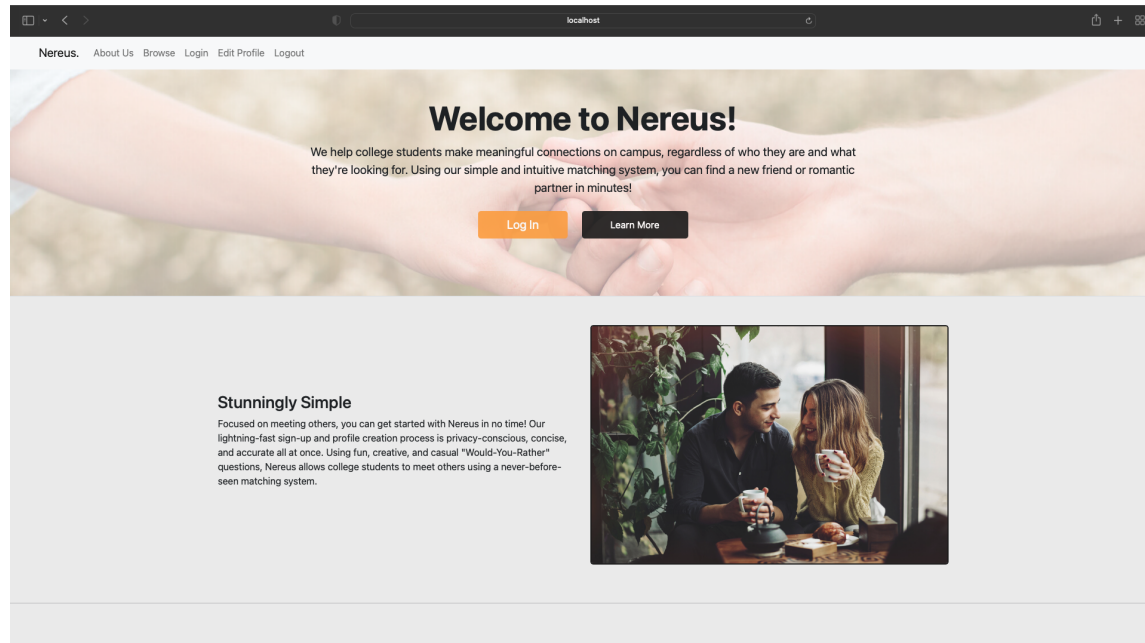 localhost
Nereus. About Us Browse Login Edit Profile Logout
Welcome to Nereus!
We help college students make meaningful connections on campus, regardless of who they are and what
they're looking for. Using our simple and intuitive matching system, you can find a new friend or romantic
partner in minutes!
Log In Learn More
Stunningly Simple
Focused on meeting others, you can get started with Nereus in no time! Our
lightning-fast sign-up and profile creation process is privacy-conscious, concise,
and accurate all at once. Using fun, creative, and casual "Would-You-Rather"
questions, Nereus allows college students to meet others using a never-before-
seen matching system.